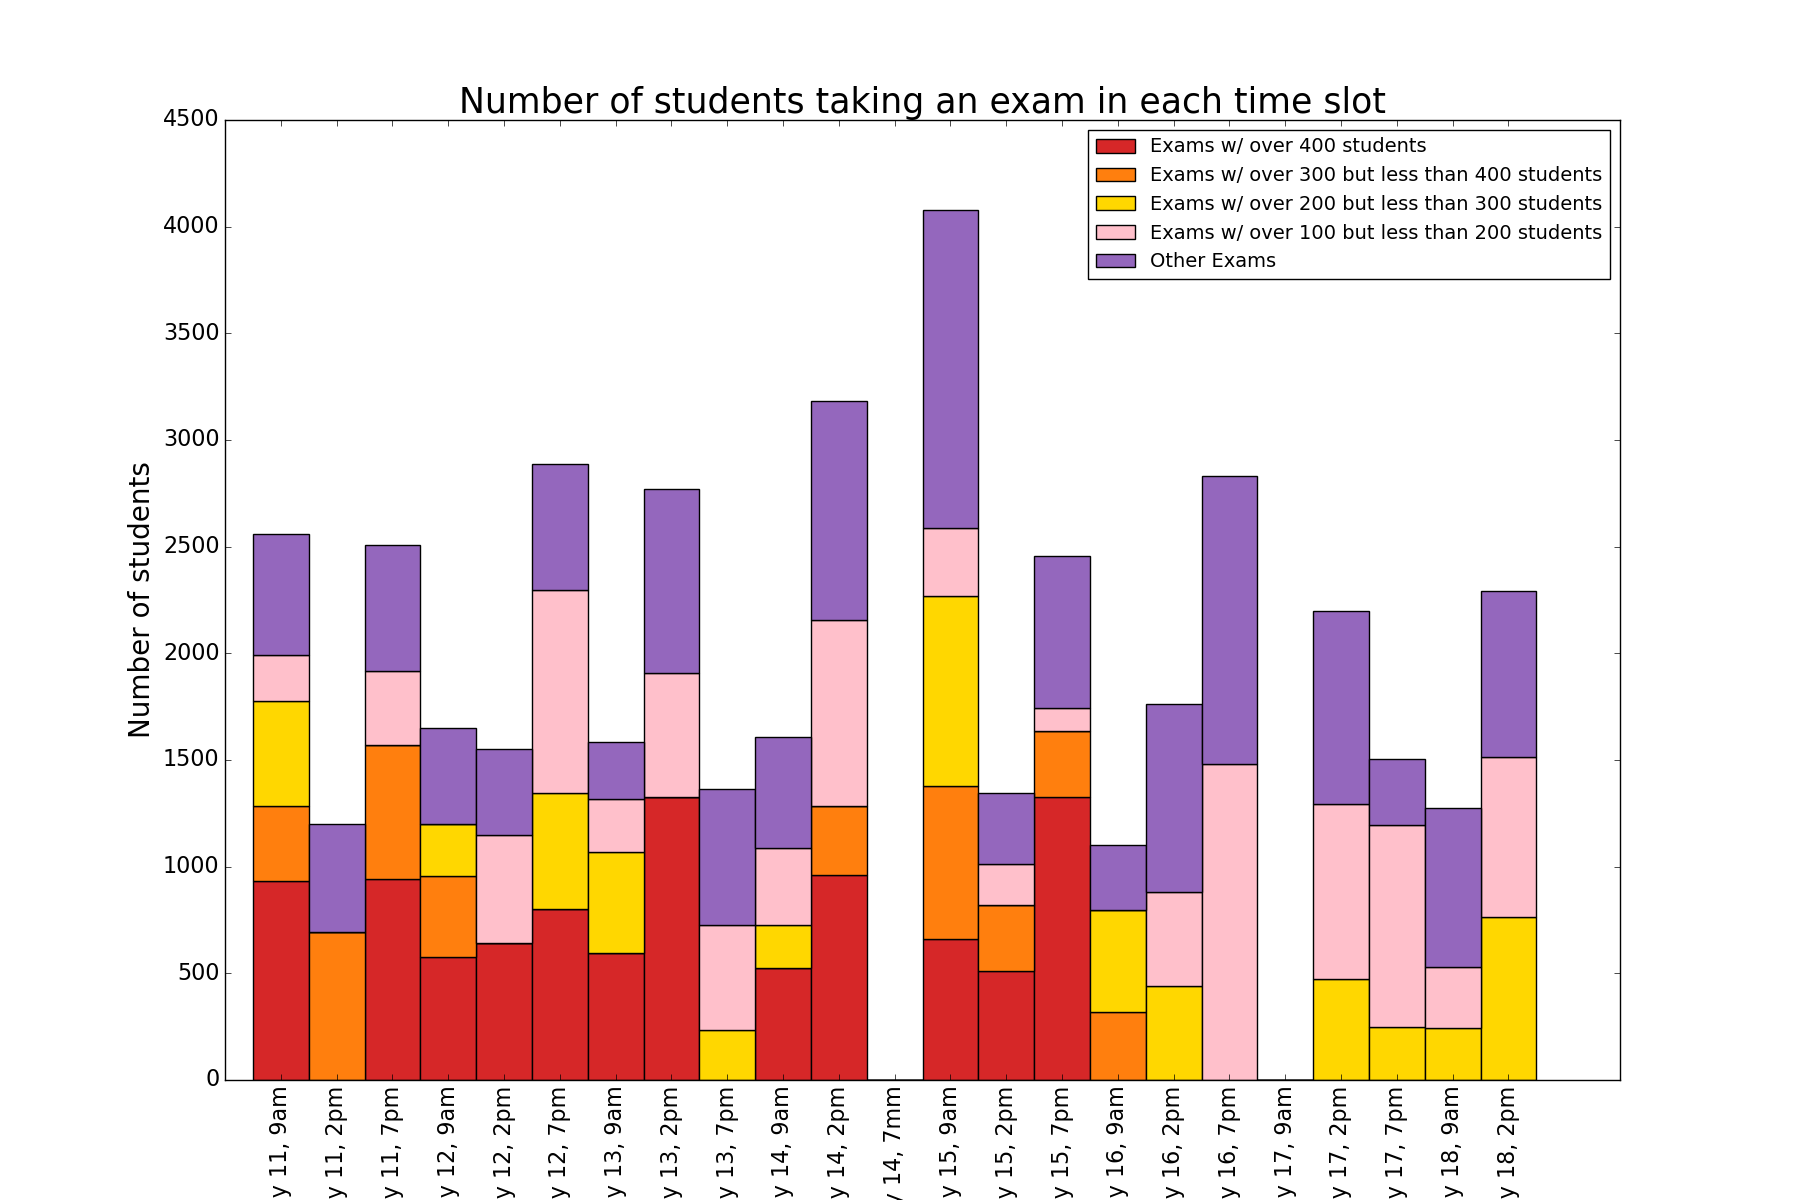 Number of students taking an exam in each time slot
Number of students
4500
4000
3500
3000
2500
2000
1500
1000
500
0
Exams w/ over 400 students
Exams w/ over 300 but less than 400 students
Exams w/ over 200 but less than 300 students
Exams w/ over 100 but less than 200 students
Other Exams
y 11, 9am
y 11, 2pm
y 11, 7pm
y 12, 9am
y 12, 2pm
y 12, 7pm
y 13, 9am
y 13, 2pm
y 13, 7pm
y 14, 9am
y 14, 2pm
y 14, 7mm
y 15, 9am
y 15, 2pm
y 15, 7pm
y 16, 9am
y 16, 2pm
y 16, 7pm
y 17, 9am
y 17, 2pm
y 17, 7pm
y 18, 9am
y 18, 2pm